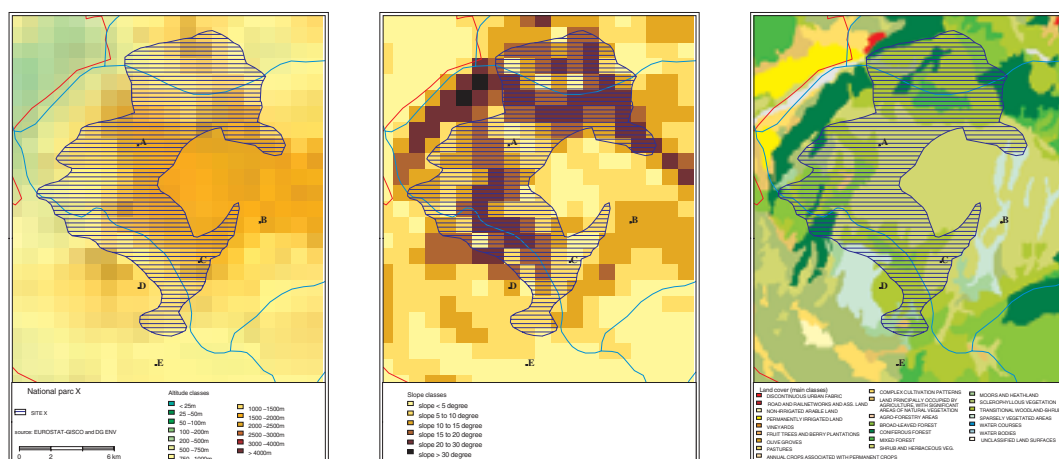 A
B
C
D
E
National parc X
SITE X
source: EUROSTAT-GISCO and DG ENV
0 2 6 km
Altitude classes
< 25m
25 -50m
50 -100m
100 -200m
200 -500m
500 -750m
750 -1000m
1000 -1500m
1500 -2000m
2000 -2500m
2500 -3000m
3000 -4000m
> 4000m
A
B
C
D
E
Slope classes
slope < 5 degree
slope 5 to 10 degree
slope 10 to 15 degree
slope 15 to 20 degree
slope 20 to 30 degree
slope > 30 degree
A
B
C
D
E
Land cover (main classes)
DISCONTINUOUS URBAN FABRIC
ROAD AND RAILNETWORKS AND ASS. LAND
NON-IRRIGATED ARABLE LAND
PERMANENTLY IRRIGATED LAND
VINEYARDS
FRUIT TREES AND BERRY PLANTATIONS
OLIVE GROVES
PASTURES
ANNUAL CROPS ASSOCIATED WITH PERMANENT CROPS
COMPLEX CULTIVATION PATTERNS
LAND PRINCIPALLY OCCUPIED BY
AGRICULTURE, WITH SIGNIFICANT
AREAS OF NATURAL VEGETATION
AGRO-FORESTRY AREAS
BROAD-LEAVED FOREST
CONIFEROUS FOREST
MIXED FOREST
SHRUB AND HERBACEOUS VEG.
MOORS AND HEATHLAND
SCLEROPHYLLOUS VEGETATION
TRANSITIONAL WOODLAND-SHRUB
SPARSELY VEGETATED AREAS
WATER COURSES
WATER BODIES
UNCLASSIFIED LAND SURFACES